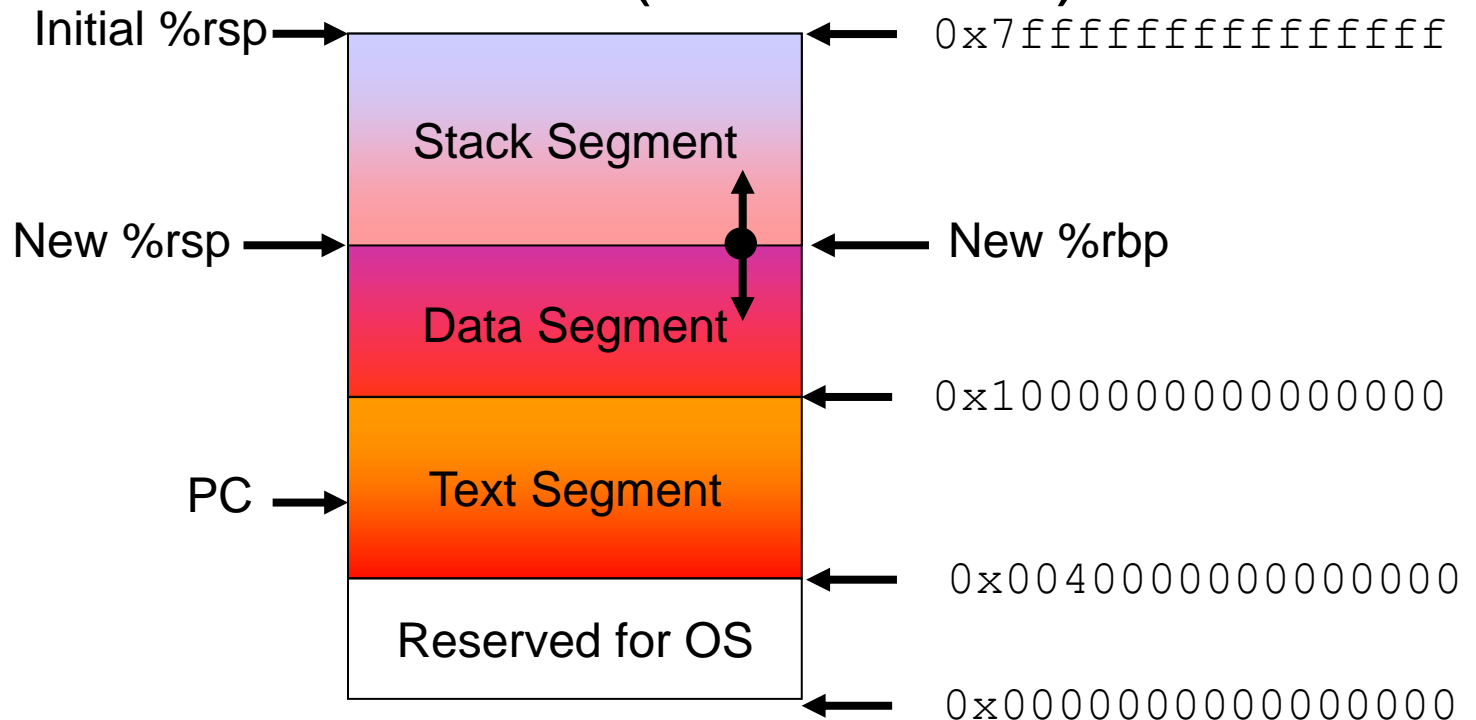 Initial %rsp
0x7fffffffffffffff
Stack Segment
New %rsp
New %rbp
Data Segment
0x1000000000000000
PC
Text Segment
0x0040000000000000
Reserved for OS
0x0000000000000000